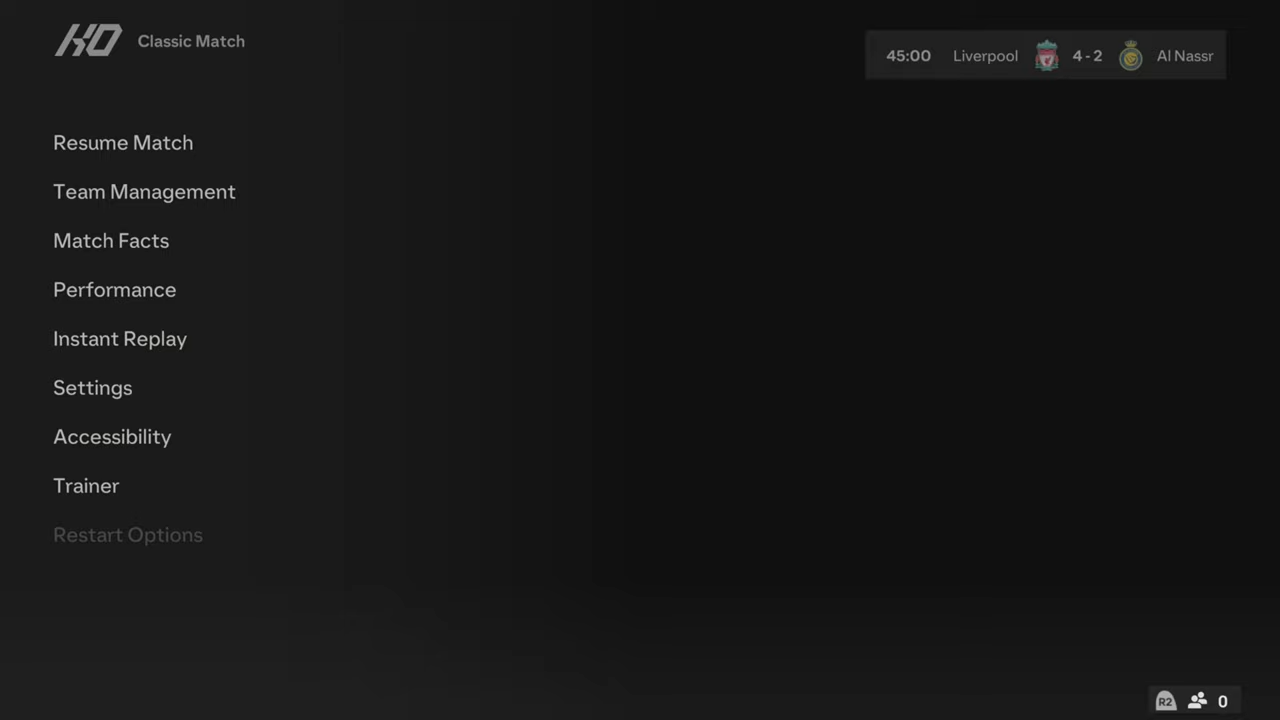 KO Classic Match
45:00 Liverpool 4 - 2 Al Nassr
Resume Match
Team Management
Match Facts
Performance
Instant Replay
Settings
Accessibility
Trainer
Restart Options
R2 0